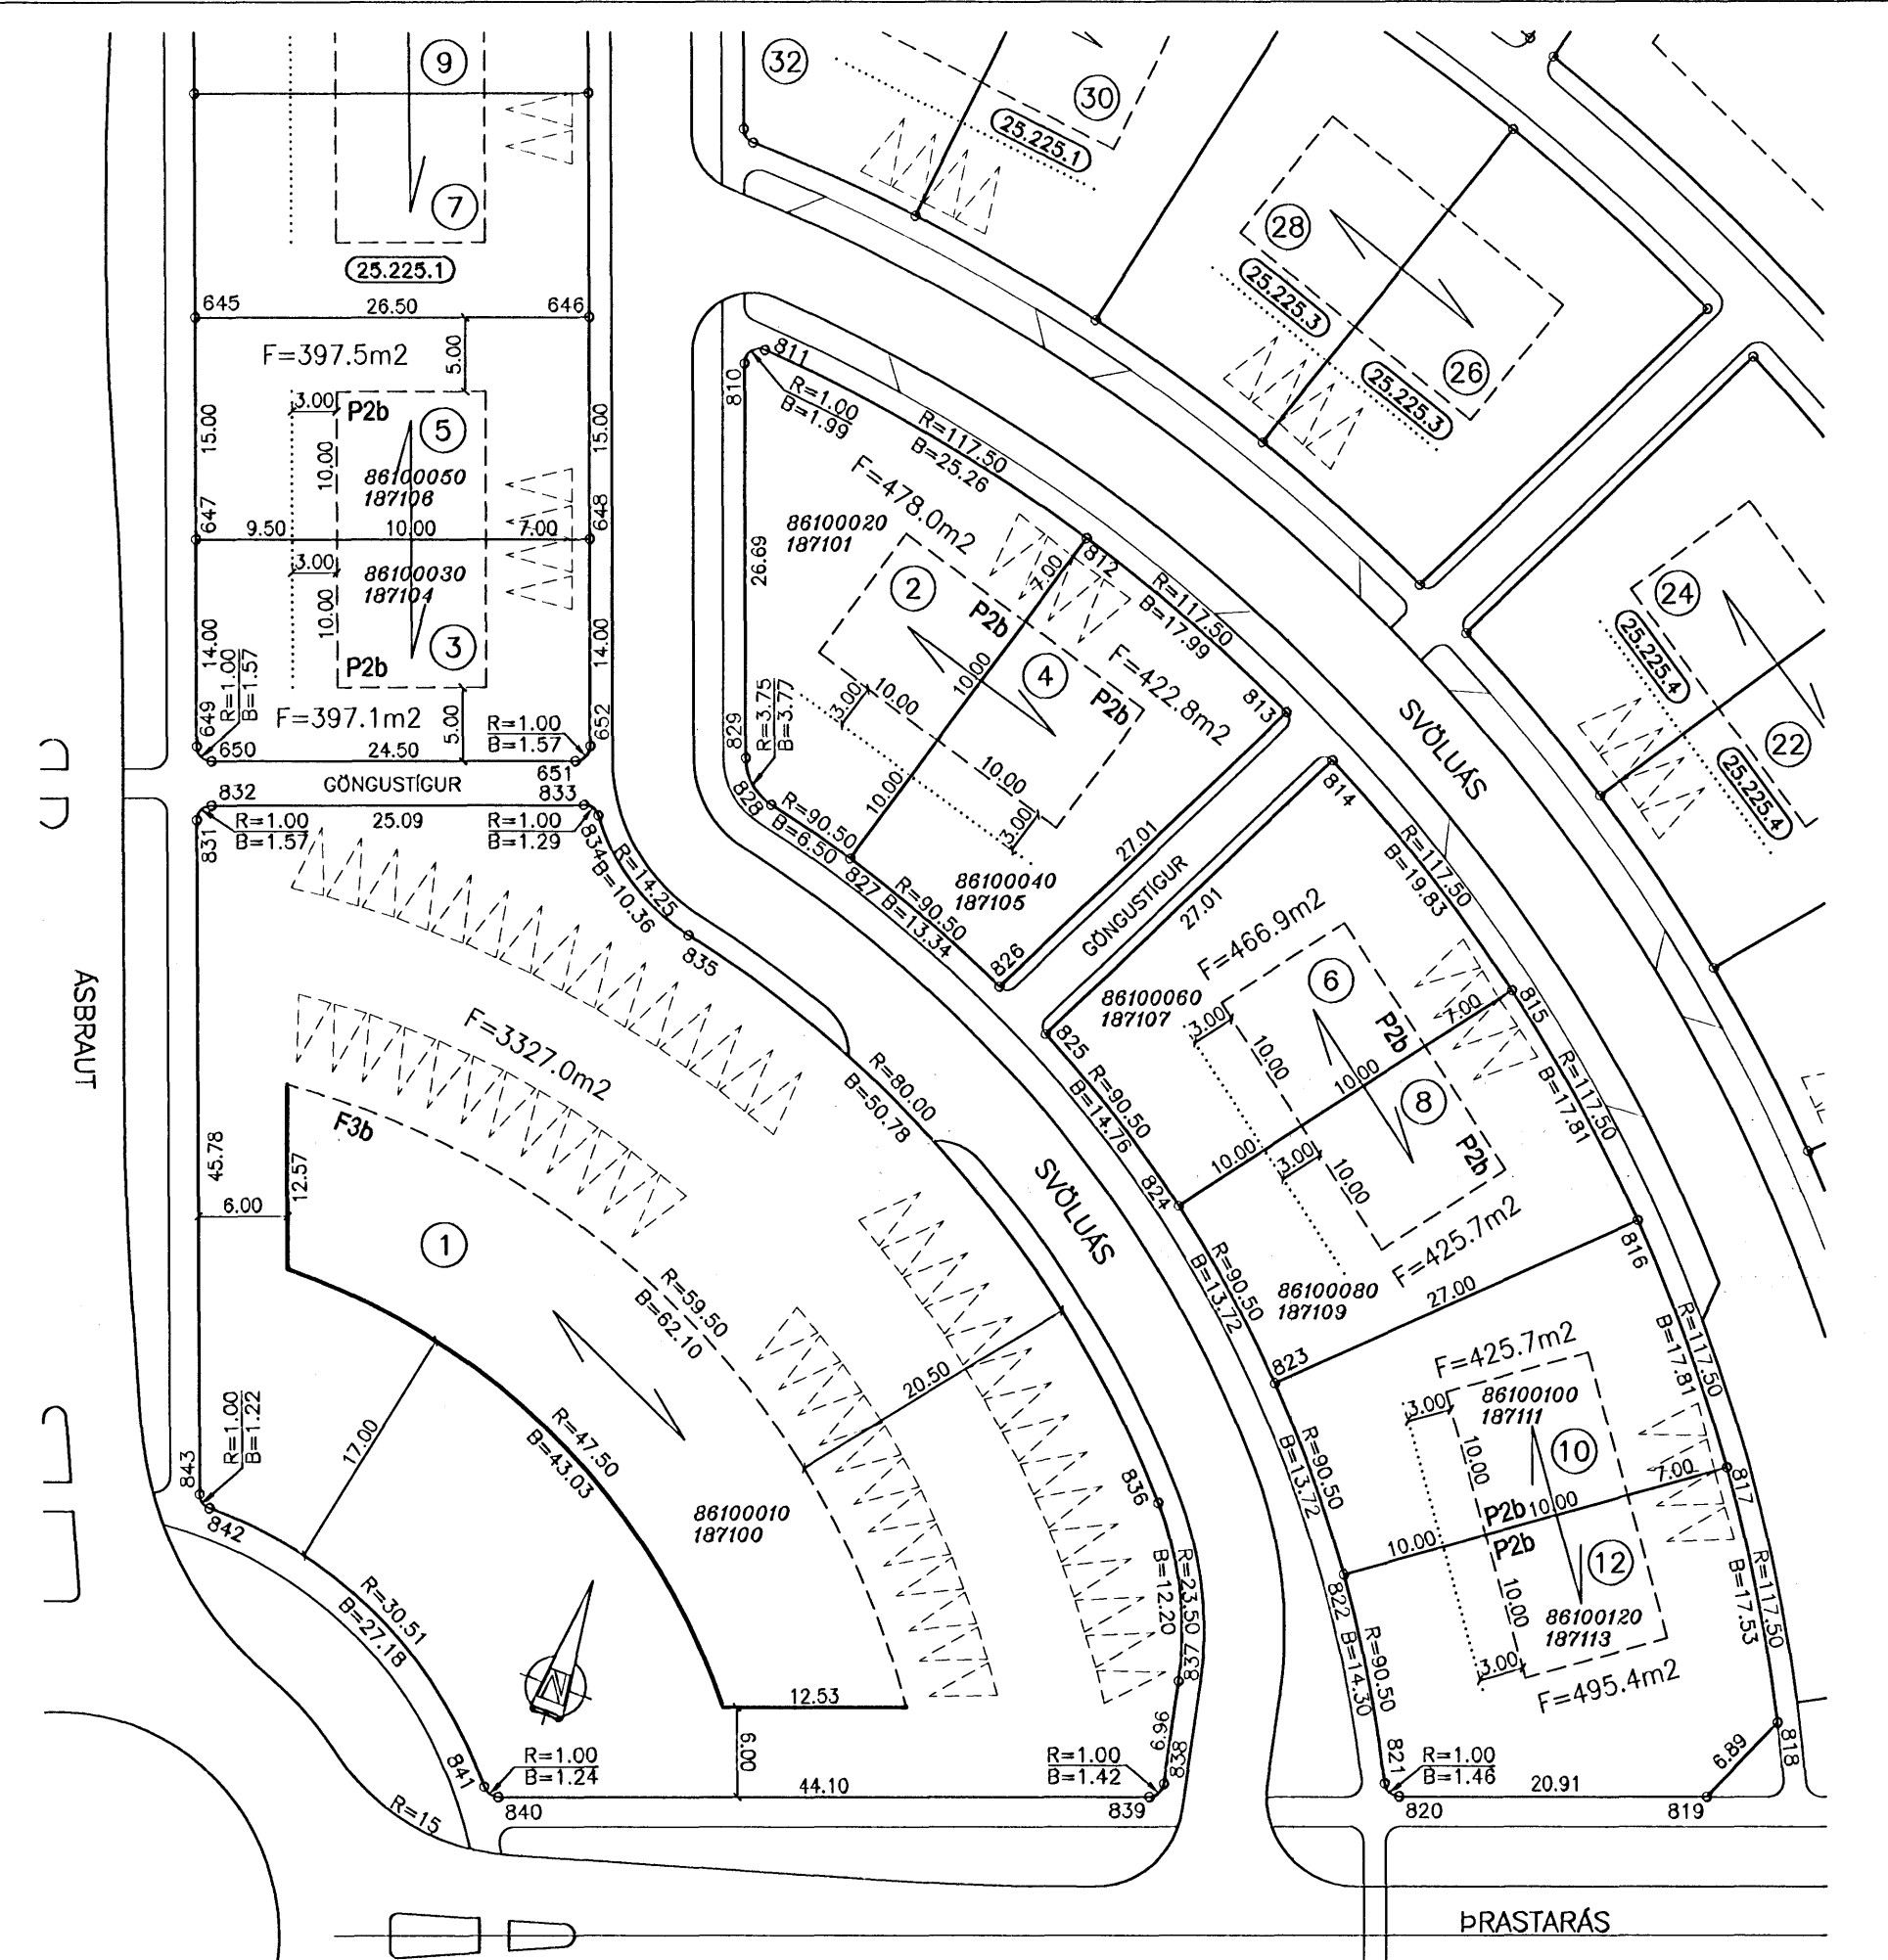 9
7
25.225.1
32
30
25.225.1
28
25.225.3
25.225.3
26
24
25.225.4
25.225.4
22
645
26.50
646
F=397.5m2
5.00
3.00
P2b
5
15.00
15.00
10.00
86100050
187106
647
648
9.50
10.00
7.00
3.00
86100030
187104
10.00
3
P2b
14.00
14.00
R=1.00
B=1.57
649
F=397.1m2
5.00
R=1.00
B=1.57
652
650
24.50
651
GÖNGUSTÍGUR
832
833
R=1.00
B=1.57
25.09
R=1.00
B=1.29
831
834
R=14.25
B=10.36
835
810
811
R=1.00
B=1.99
R=117.50
B=25.26
F=478.0m2
86100020
187101
26.69
2
P2b
7.00
812
R=117.50
B=17.99
4
P2b
F=422.8m2
813
10.00
3.00
10.00
10.00
3.00
10.00
829
R=3.75
B=3.77
828
R=90.50
B=6.50
827
R=90.50
B=13.34
86100040
187105
826
27.01
GÖNGUSTÍGUR
27.01
SVÖLUÁS
814
R=117.50
B=19.83
F=466.9m2
6
P2b
86100060
187107
3.00
10.00
7.00
815
825
R=90.50
B=14.76
10.00
8
R=117.50
B=17.81
10.00
3.00
10.00
P2b
824
F=425.7m2
816
R=90.50
B=13.72
86100080
187109
27.00
823
F=425.7m2
R=117.50
B=17.81
3.00
86100100
187111
10.00
10
7.00
817
R=90.50
B=13.72
P2b
10.00
10.00
P2b
12
822
R=90.50
B=14.30
10.00
86100120
187113
R=117.50
B=17.53
3.00
F=495.4m2
818
6.89
821
R=1.00
B=1.46
20.91
820
819
ÁSBRAUT
F=3327.0m2
F3b
R=80.00
B=50.78
SVÖLUÁS
45.78
12.57
6.00
1
R=59.50
B=62.10
20.50
17.00
R=47.50
B=43.03
836
86100010
187100
R=1.00
B=1.22
843
842
R=30.51
B=27.18
R=23.50
B=12.20
837
N
12.53
6.00
6.96
838
841
R=1.00
B=1.24
R=1.00
B=1.42
840
44.10
839
R=15
ÞRASTARÁS